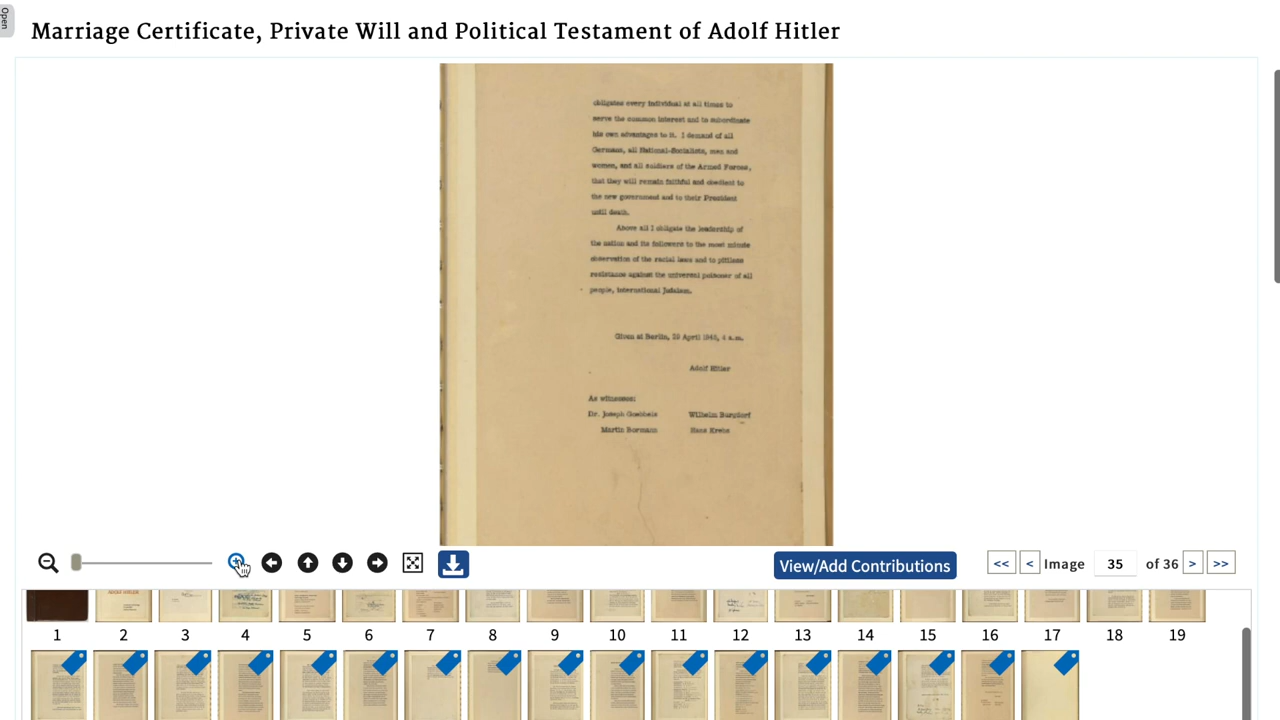 Open
Marriage Certificate, Private Will and Political Testament of Adolf Hitler
obligates every individual at all times to
serve the common interest and to subordinate
his own advantages to it. I demand of all
Germans, all National-Socialists, men and
women, and all soldiers of the Armed Forces,
that they will remain faithful and obedient to
the new government and to their President
until death.
Above all I obligate the leadership of
the nation and its followers to the most minute
observation of the racial laws and to pitiless
resistance against the universal poisoner of all
people, international Judaism.
Given at Berlin, 29 April 1945, 4 a.m.
Adolf Hitler
As witnesses:
Dr. Joseph Goebbels Wilhelm Burgdorf
Martin Bormann Hans Krebs
View/Add Contributions
<< < Image 35 of 36 > >>
ADOLF HITLER
1 2 3 4 5 6 7 8 9 10 11 12 13 14 15 16 17 18 19